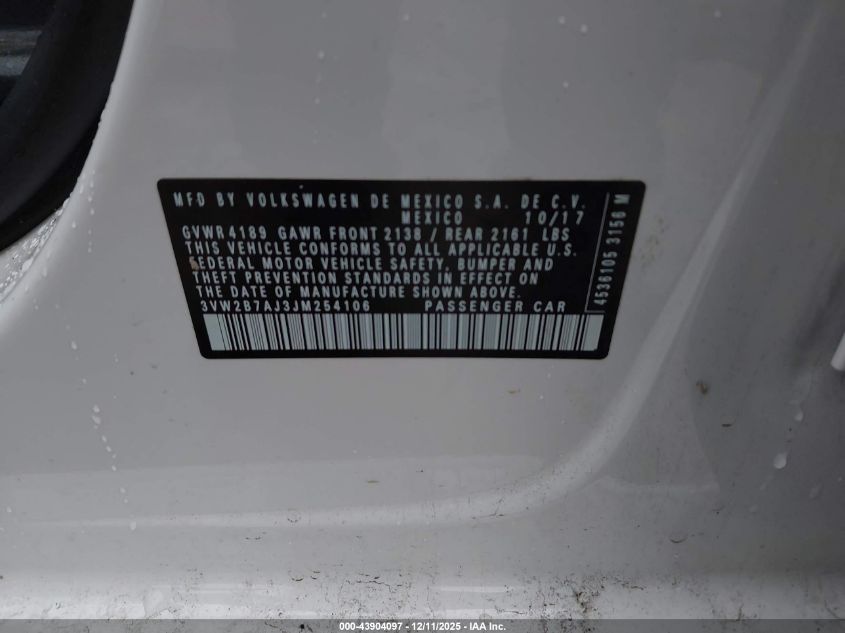 MFD BY VOLKSWAGEN DE MEXICO S.A. DE C.V.
MEXICO 10/17
GVWR 4189 GAWR FRONT 2138 / REAR 2161 LBS
THIS VEHICLE CONFORMS TO ALL APPLICABLE U.S.
FEDERAL MOTOR VEHICLE SAFETY, BUMPER AND
THEFT PREVENTION STANDARDS IN EFFECT ON
THE DATE OF MANUFACTURE SHOWN ABOVE.
3VW2B7AJ3JM254106 PASSENGER CAR
4536105 3156 M
000-43904097 - 12/11/2025 - IAA Inc.